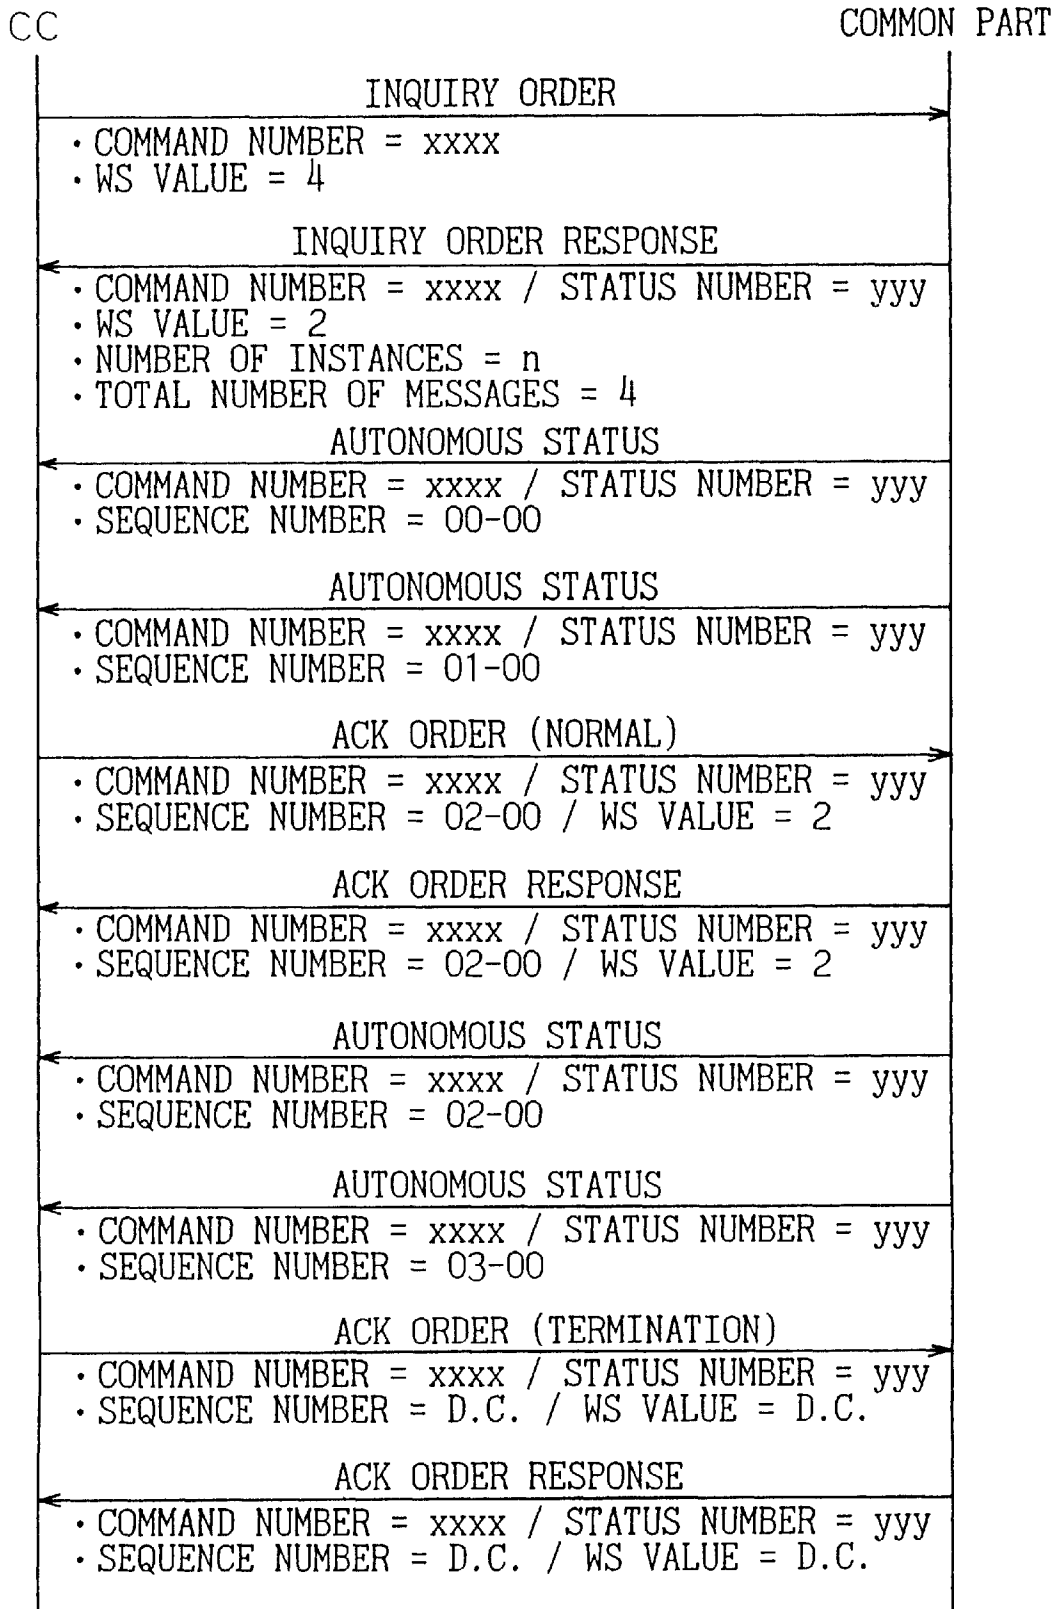 CC
COMMON PART
INQUIRY ORDER
・COMMAND NUMBER = xxxx
・WS VALUE = 4
INQUIRY ORDER RESPONSE
・COMMAND NUMBER = xxxx / STATUS NUMBER = yyy
・WS VALUE = 2
・NUMBER OF INSTANCES = n
・TOTAL NUMBER OF MESSAGES = 4
AUTONOMOUS STATUS
・COMMAND NUMBER = xxxx / STATUS NUMBER = yyy
・SEQUENCE NUMBER = 00-00
AUTONOMOUS STATUS
・COMMAND NUMBER = xxxx / STATUS NUMBER = yyy
・SEQUENCE NUMBER = 01-00
ACK ORDER (NORMAL)
・COMMAND NUMBER = xxxx / STATUS NUMBER = yyy
・SEQUENCE NUMBER = 02-00 / WS VALUE = 2
ACK ORDER RESPONSE
・COMMAND NUMBER = xxxx / STATUS NUMBER = yyy
・SEQUENCE NUMBER = 02-00 / WS VALUE = 2
AUTONOMOUS STATUS
・COMMAND NUMBER = xxxx / STATUS NUMBER = yyy
・SEQUENCE NUMBER = 02-00
AUTONOMOUS STATUS
・COMMAND NUMBER = xxxx / STATUS NUMBER = yyy
・SEQUENCE NUMBER = 03-00
ACK ORDER (TERMINATION)
・COMMAND NUMBER = xxxx / STATUS NUMBER = yyy
・SEQUENCE NUMBER = D.C. / WS VALUE = D.C.
ACK ORDER RESPONSE
・COMMAND NUMBER = xxxx / STATUS NUMBER = yyy
・SEQUENCE NUMBER = D.C. / WS VALUE = D.C.